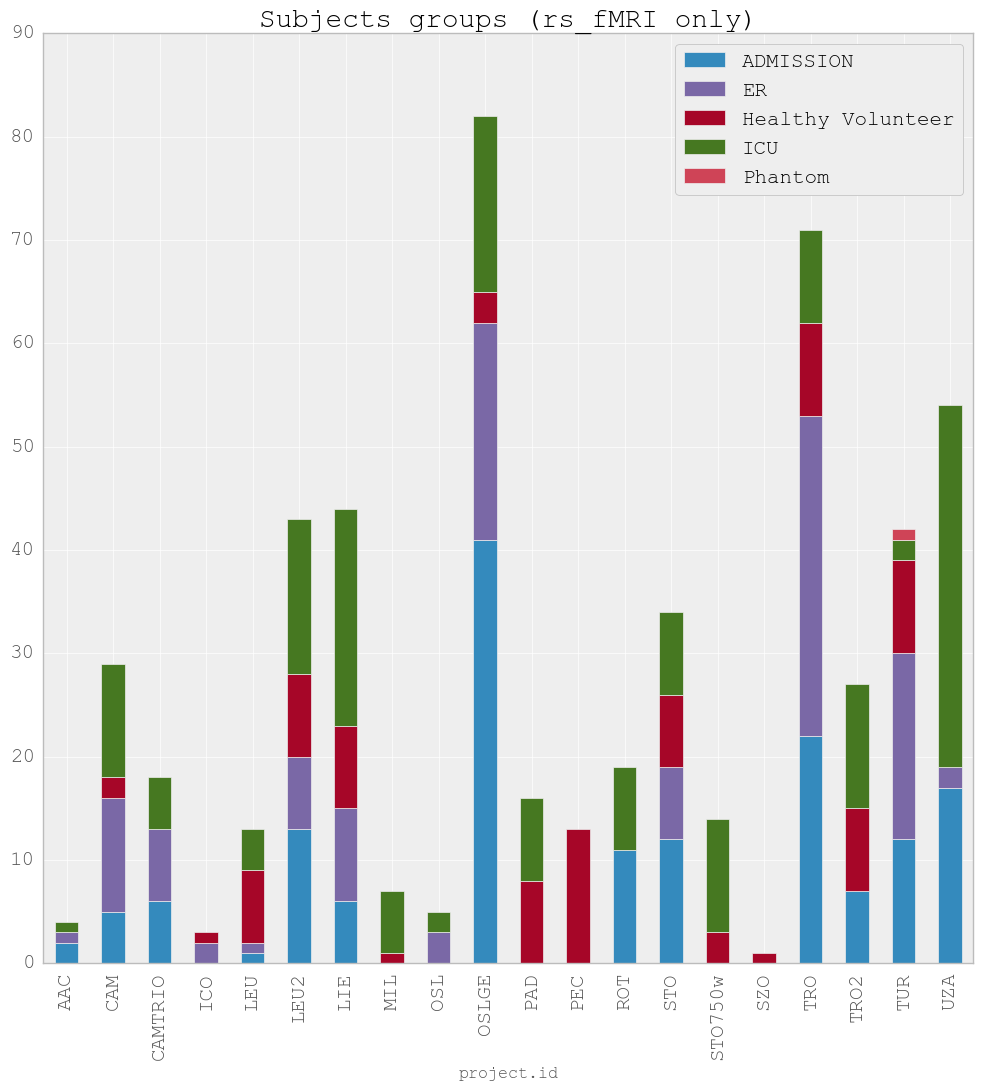 Subjects groups (rs_fMRI only)
90
80
70
60
50
40
30
20
10
0
ADMISSION
ER
Healthy Volunteer
ICU
Phantom
AAC
CAM
CAMTRIO
ICO
LEU
LEU2
LIE
MIL
OSL
OSLGE
PAD
PEC
ROT
STO
STO750w
SZO
TRO
TRO2
TUR
UZA
project.id